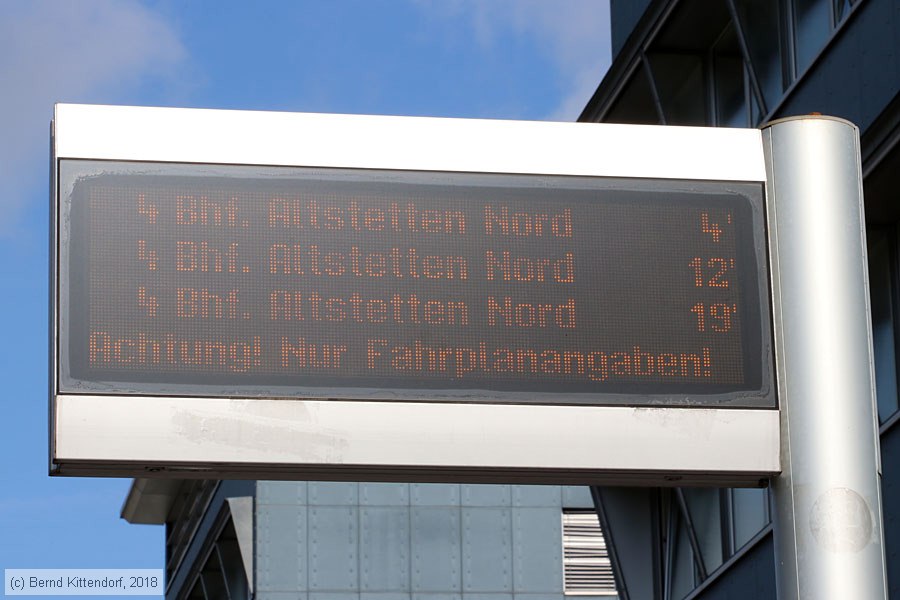 4 Bhf. Altstetten Nord 4'
4 Bhf. Altstetten Nord 12'
4 Bhf. Altstetten Nord 19'
Achtung! Nur Fahrplanangaben!
(c) Bernd Kittendorf, 2018